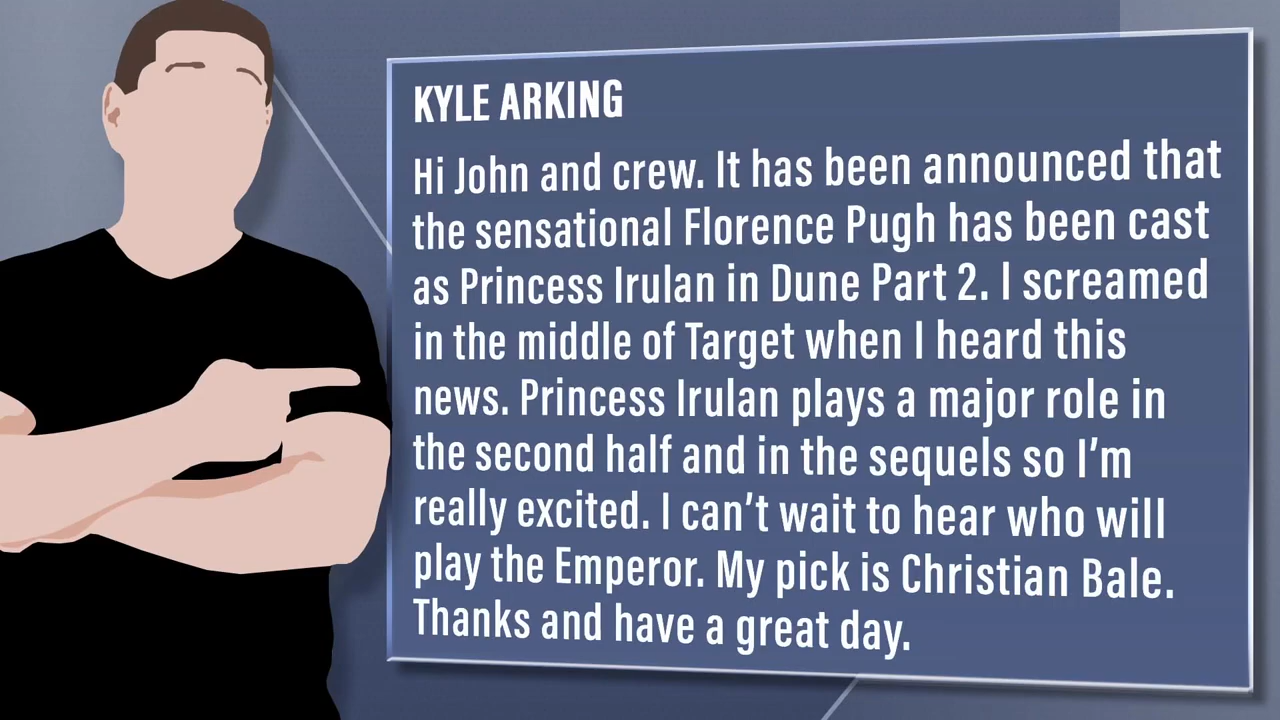 KYLE ARKING
Hi John and crew. It has been announced that
the sensational Florence Pugh has been cast
as Princess Irulan in Dune Part 2. I screamed
in the middle of Target when I heard this
news. Princess Irulan plays a major role in
the second half and in the sequels so I’m
really excited. I can’t wait to hear who will
play the Emperor. My pick is Christian Bale.
Thanks and have a great day.